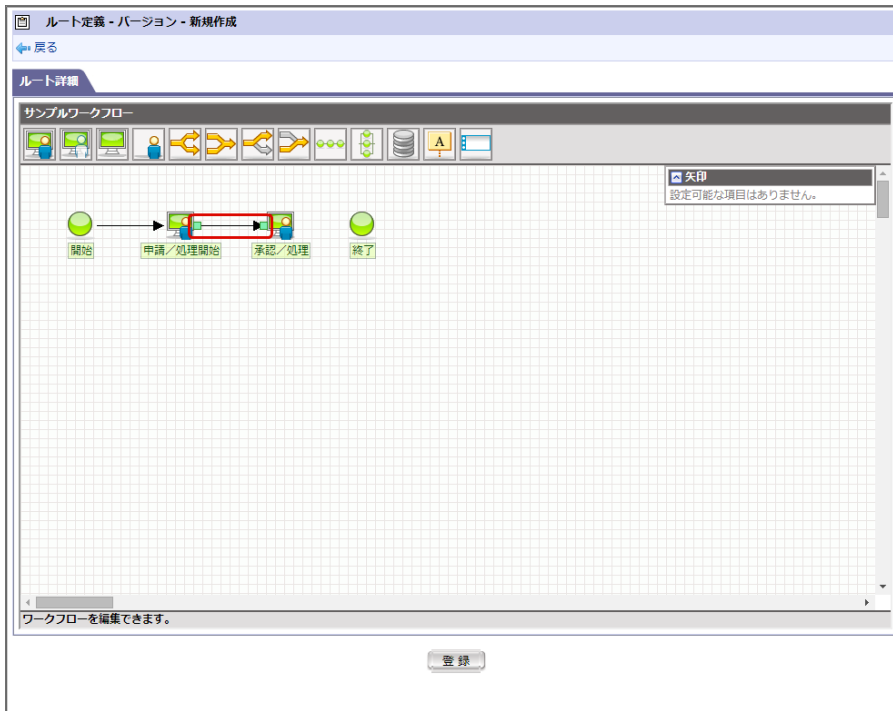 ルート定義 - バージョン - 新規作成
戻る
ルート詳細
サンプルワークフロー
A
矢印
設定可能な項目はありません。
開始
申請／処理開始
承認／処理
終了
ワークフローを編集できます。
登録